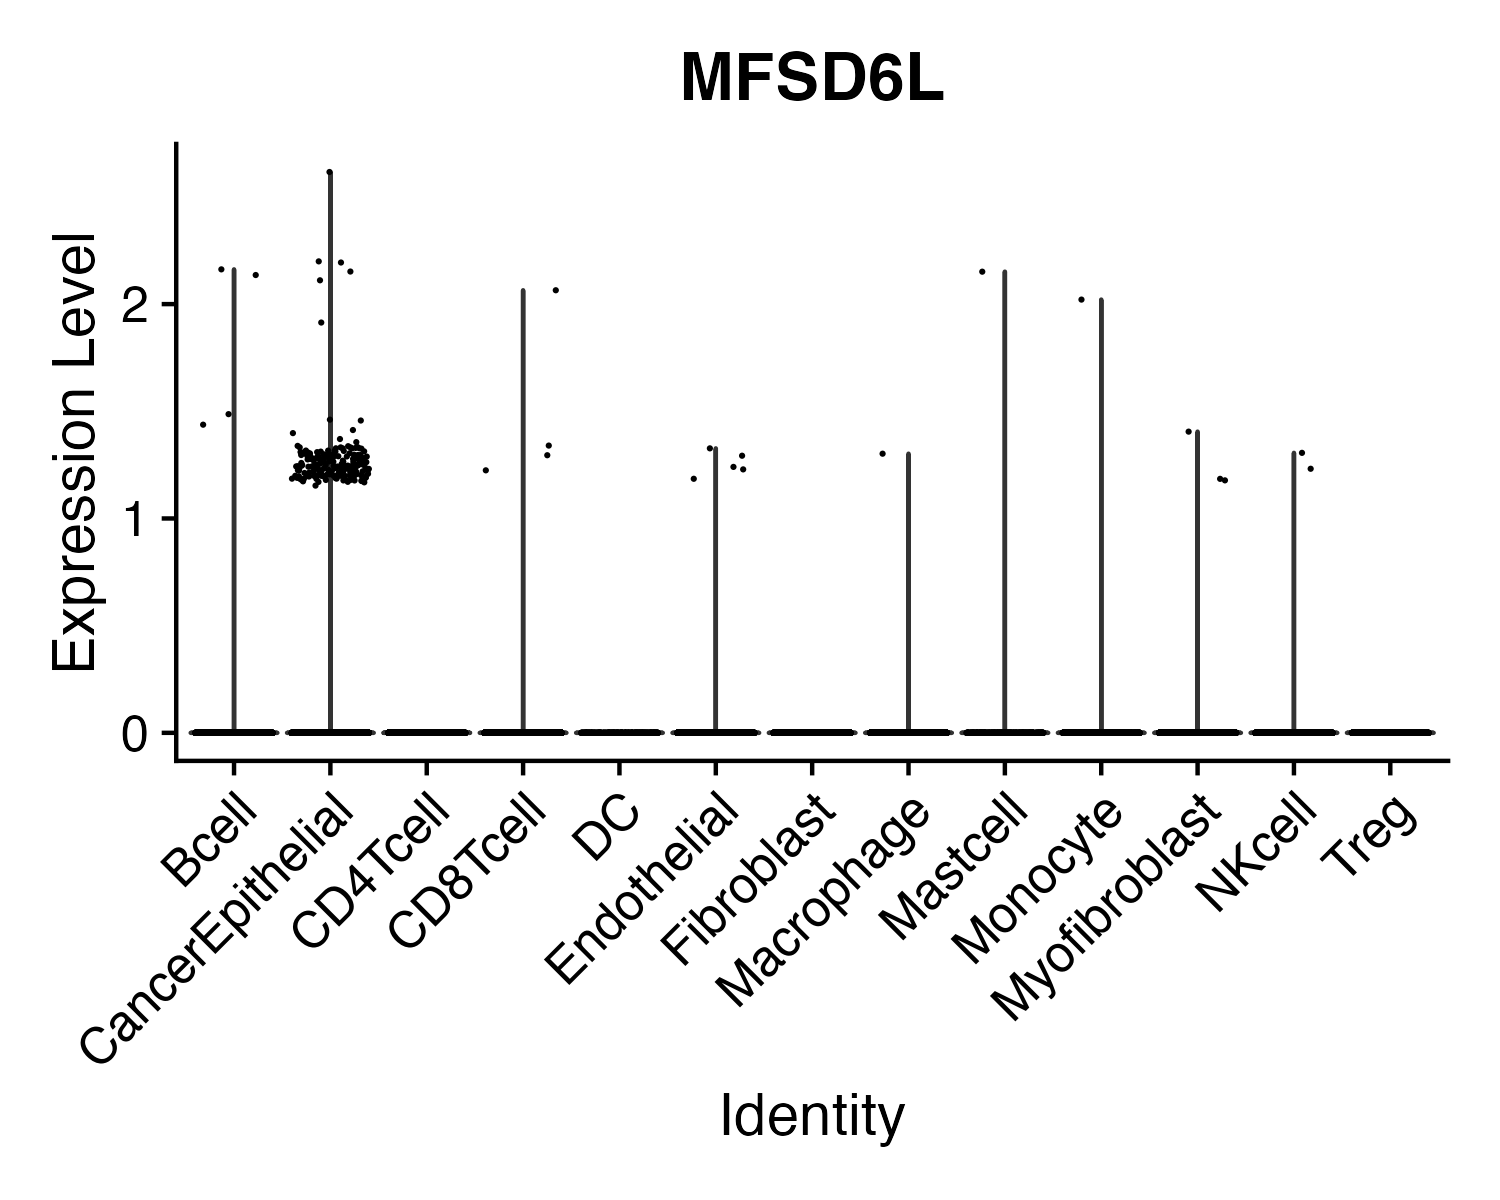 MFSD6L
Expression Level
2
1
0
Bcell
CancerEpithelial
CD4Tcell
CD8Tcell
DC
Endothelial
Fibroblast
Macrophage
Mastcell
Monocyte
Myofibroblast
NKcell
Treg
Identity